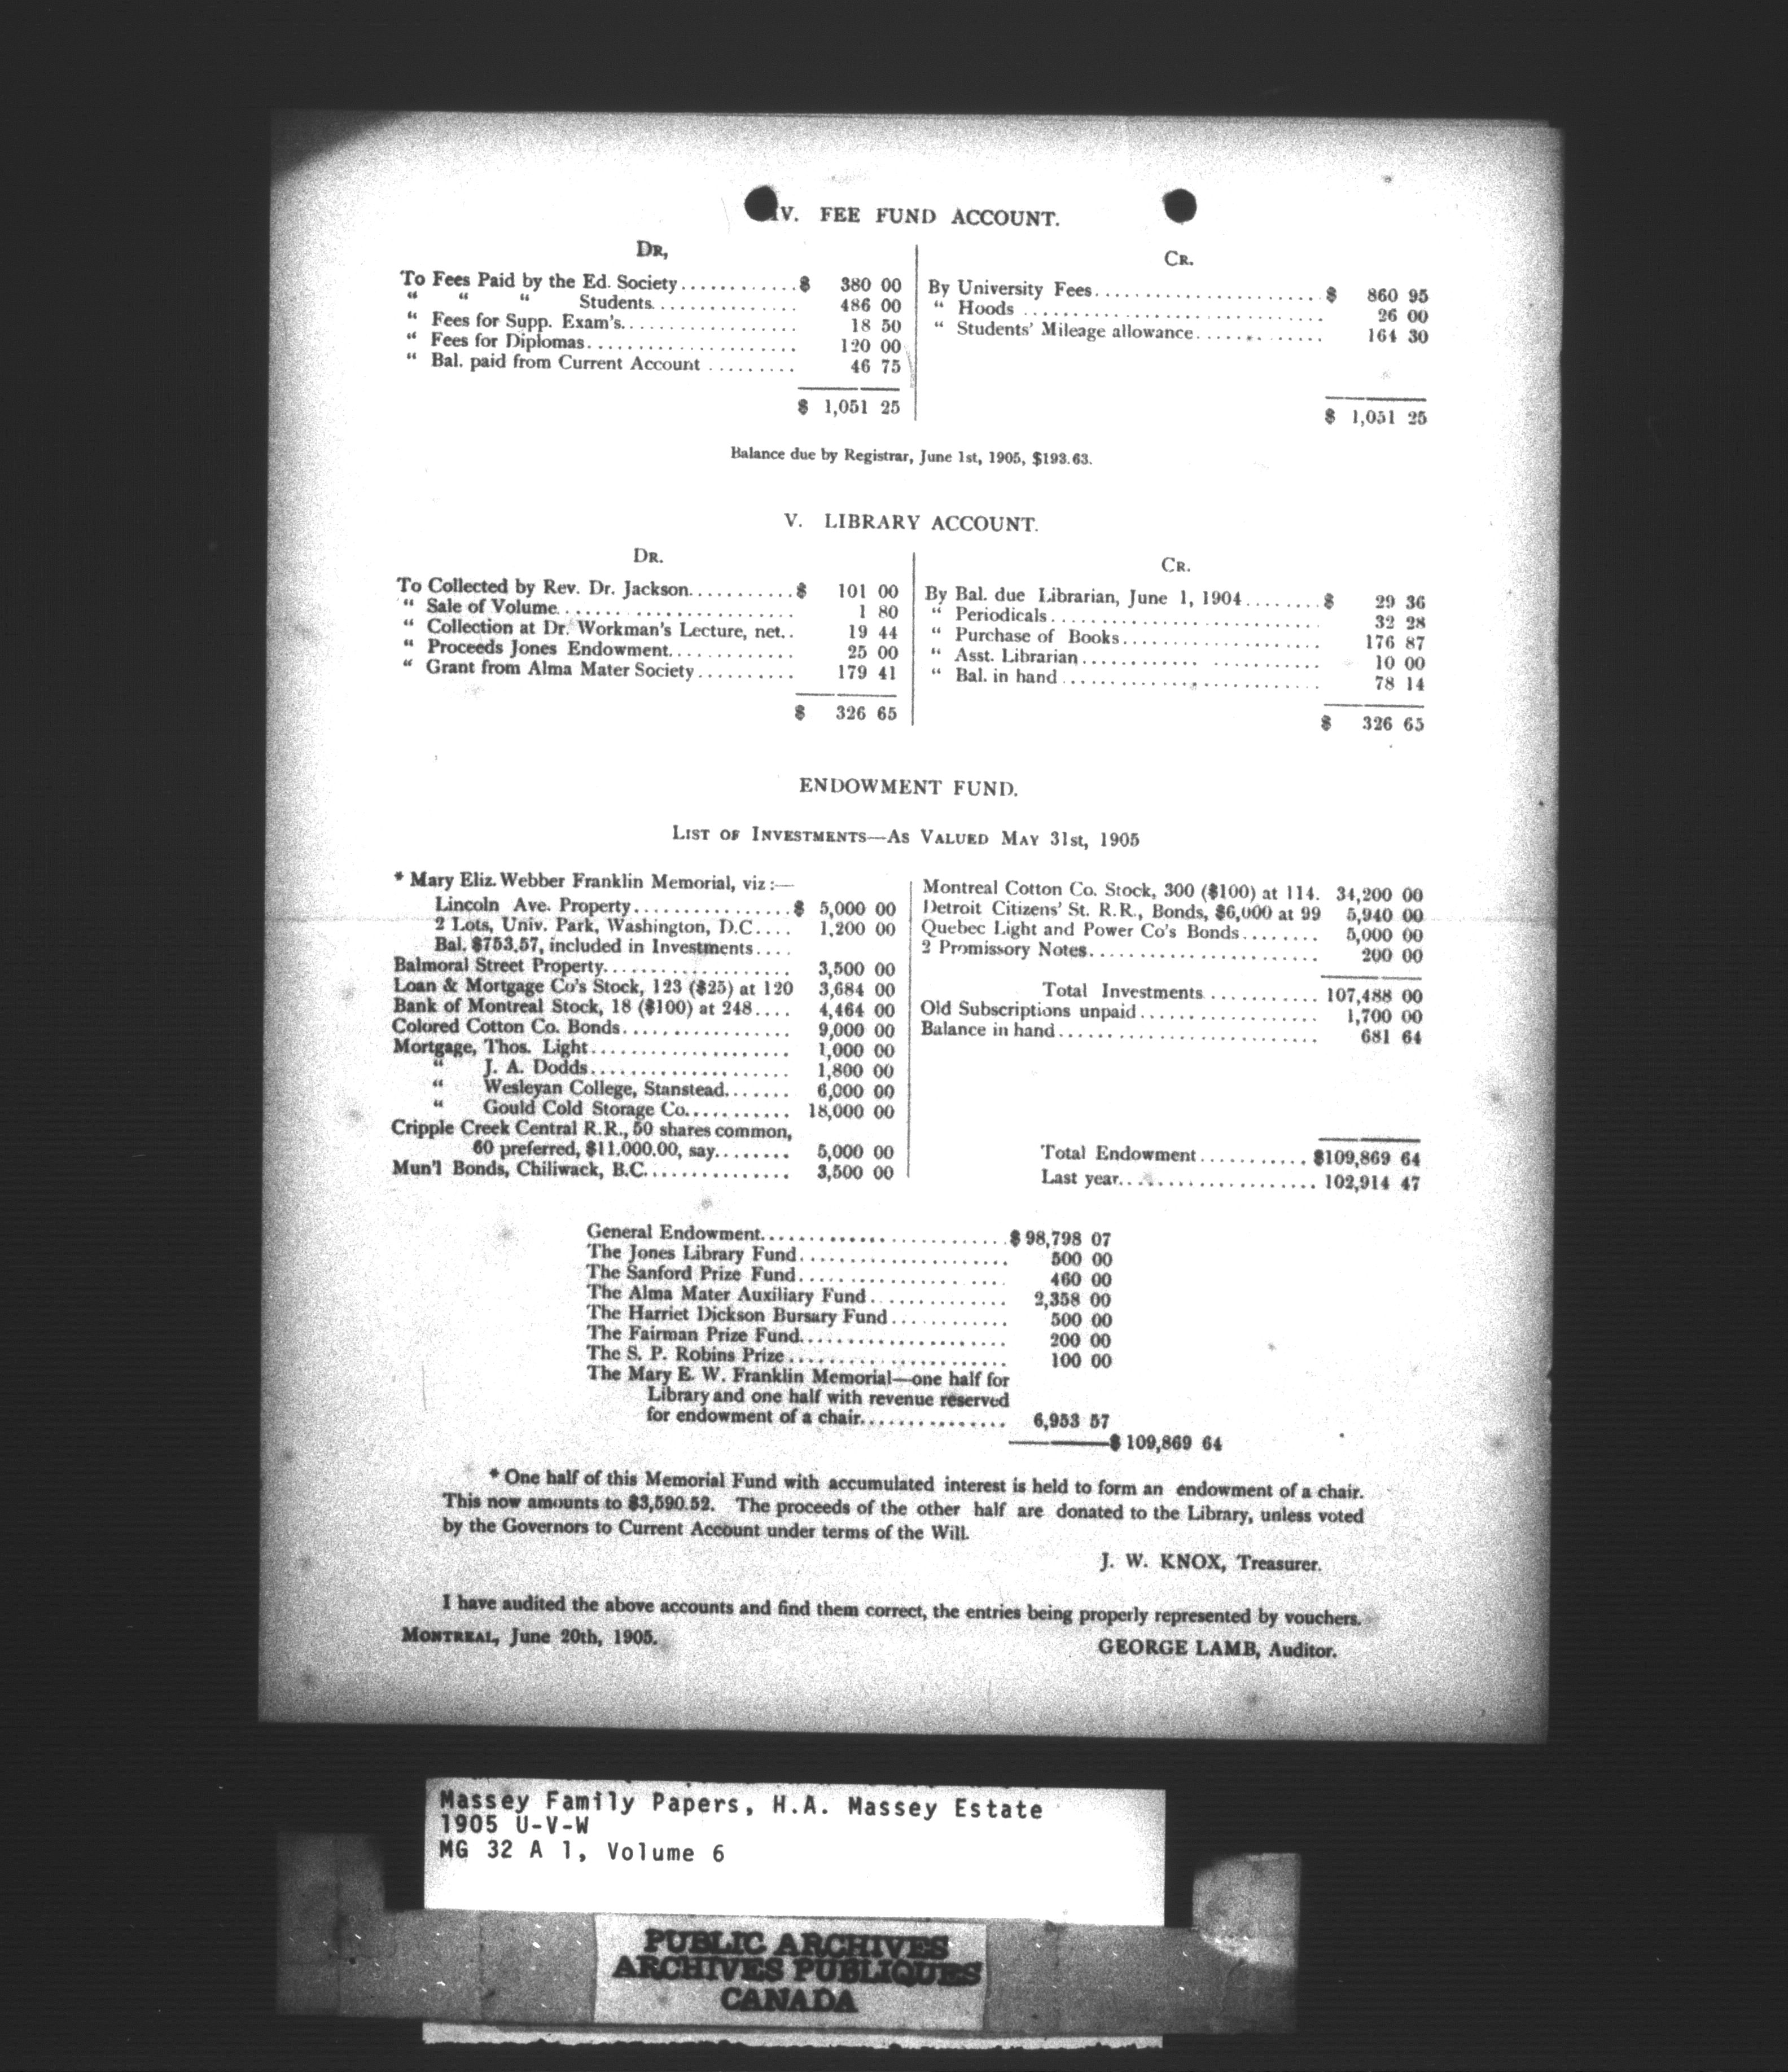 IV. FEE FUND ACCOUNT.
DR,
To Fees Paid by the Ed. Society............$ 380 00
“ “ “ Students............... 486 00
“ Fees for Supp. Exam's.................. 18 50
“ Fees for Diplomas...................... 120 00
“ Bal. paid from Current Account ......... 46 75
$ 1,051 25
CR.
By University Fees.......................$ 860 95
“ Hoods ................................ 26 00
“ Students' Mileage allowance............. 164 30
$ 1,051 25
Balance due by Registrar, June 1st, 1905, $193.63.
V. LIBRARY ACCOUNT.
DR.
To Collected by Rev. Dr. Jackson...........$ 101 00
“ Sale of Volume......................... 1 80
“ Collection at Dr. Workman's Lecture, net.. 19 44
“ Proceeds Jones Endowment............. 25 00
“ Grant from Alma Mater Society.......... 179 41
$ 326 65
CR.
By Bal. due Librarian, June 1, 1904........$ 29 36
“ Periodicals............................ 32 28
“ Purchase of Books..................... 176 87
“ Asst. Librarian......................... 10 00
“ Bal. in hand........................... 78 14
$ 326 65
ENDOWMENT FUND.
LIST OF INVESTMENTS—AS VALUED MAY 31st, 1905
* Mary Eliz. Webber Franklin Memorial, viz :—
Lincoln Ave. Property................$ 5,000 00
2 Lots, Univ. Park, Washington, D.C.... 1,200 00
Bal. $753.57, included in Investments....
Balmoral Street Property.................. 3,500 00
Loan & Mortgage Co's Stock, 123 ($25) at 120 3,684 00
Bank of Montreal Stock, 18 ($100) at 248.... 4,464 00
Colored Cotton Co. Bonds................. 9,000 00
Mortgage, Thos. Light.................... 1,000 00
“ J. A. Dodds................... 1,800 00
“ Wesleyan College, Stanstead....... 6,000 00
“ Gould Cold Storage Co........... 18,000 00
Cripple Creek Central R.R., 50 shares common,
60 preferred, $11,000.00, say........ 5,000 00
Mun'l Bonds, Chiliwack, B.C.............. 3,500 00
Montreal Cotton Co. Stock, 300 ($100) at 114. 34,200 00
Detroit Citizens' St. R.R., Bonds, $6,000 at 99 5,940 00
Quebec Light and Power Co's Bonds........ 5,000 00
2 Promissory Notes....................... 200 00
Total Investments........... 107,488 00
Old Subscriptions unpaid.................. 1,700 00
Balance in hand.......................... 681 64
Total Endowment...........$109,869 64
Last year.................... 102,914 47
General Endowment.........................$ 98,798 07
The Jones Library Fund..................... 500 00
The Sanford Prize Fund..................... 460 00
The Alma Mater Auxiliary Fund.............. 2,358 00
The Harriet Dickson Bursary Fund............ 500 00
The Fairman Prize Fund..................... 200 00
The S. P. Robins Prize...................... 100 00
The Mary E. W. Franklin Memorial—one half for
Library and one half with revenue reserved
for endowment of a chair............... 6,953 57
$ 109,869 64
* One half of this Memorial Fund with accumulated interest is held to form an endowment of a chair.
This now amounts to $3,590.52. The proceeds of the other half are donated to the Library, unless voted
by the Governors to Current Account under terms of the Will.
J. W. KNOX, Treasurer.
I have audited the above accounts and find them correct, the entries being properly represented by vouchers.
MONTREAL, June 20th, 1905.
GEORGE LAMB, Auditor.
Massey Family Papers, H.A. Massey Estate
1905 U-V-W
MG 32 A 1, Volume 6
PUBLIC ARCHIVES
ARCHIVES PUBLIQUES
CANADA